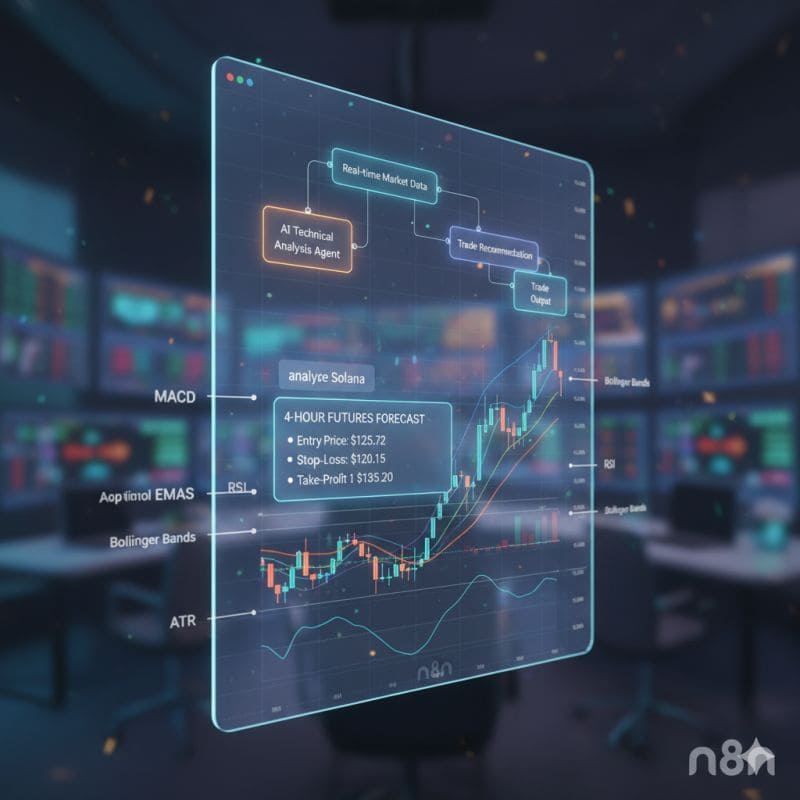 Real-time Market Data
AI Technical
Analysis Agent
Trade Recommendation
Trade
Output
analyce Solana
MACD
4-HOUR FUTURES FORECAST
• Entry Price: $125.72
• Stop-Loss: $120.15
• Take-Profit 1 $135.20
EMAS
RSI
Bollinger Bands
ATR
Bollinger Bands
RSI
Bollinger Bands
n8n
n8n